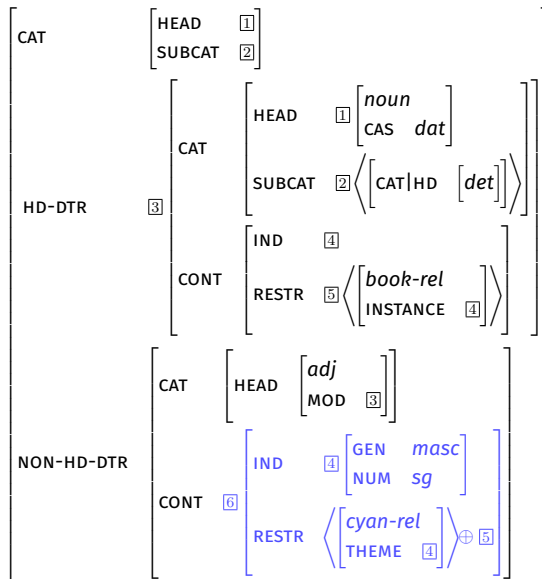 CAT HEAD 1
SUBCAT 2
HEAD 1 noun
CAS dat
CAT
SUBCAT 2 ⟨[CAT|HD [det]]⟩
HD-DTR 3
IND 4
CONT
RESTR 5 ⟨[book-rel
INSTANCE 4]⟩
CAT HEAD adj
MOD 3
NON-HD-DTR
IND 4 GEN masc
NUM sg
CONT 6
RESTR ⟨[cyan-rel
THEME 4]⟩ ⊕ 5